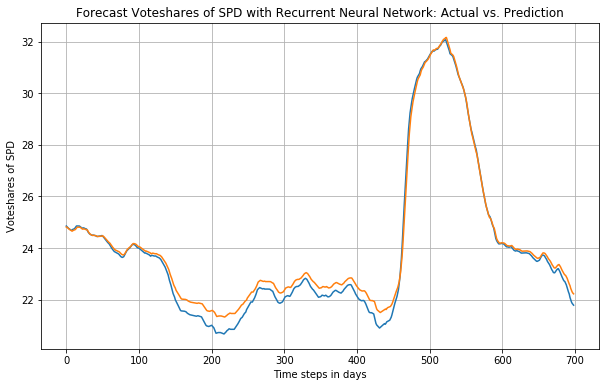 Forecast Voteshares of SPD with Recurrent Neural Network: Actual vs. Prediction
32
30
28
26
24
22
Voteshares of SPD
0 100 200 300 400 500 600 700
Time steps in days